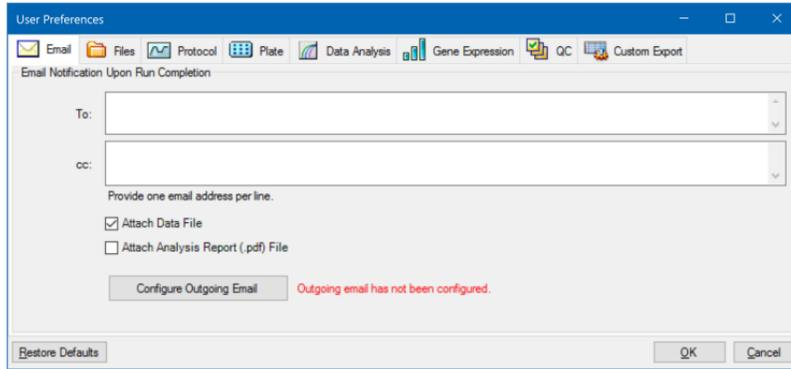 User Preferences
Email Files Protocol Plate Data Analysis Gene Expression QC Custom Export
Email Notification Upon Run Completion
To:
cc:
Provide one email address per line.
Attach Data File
Attach Analysis Report (.pdf) File
Configure Outgoing Email Outgoing email has not been configured.
Restore Defaults OK Cancel